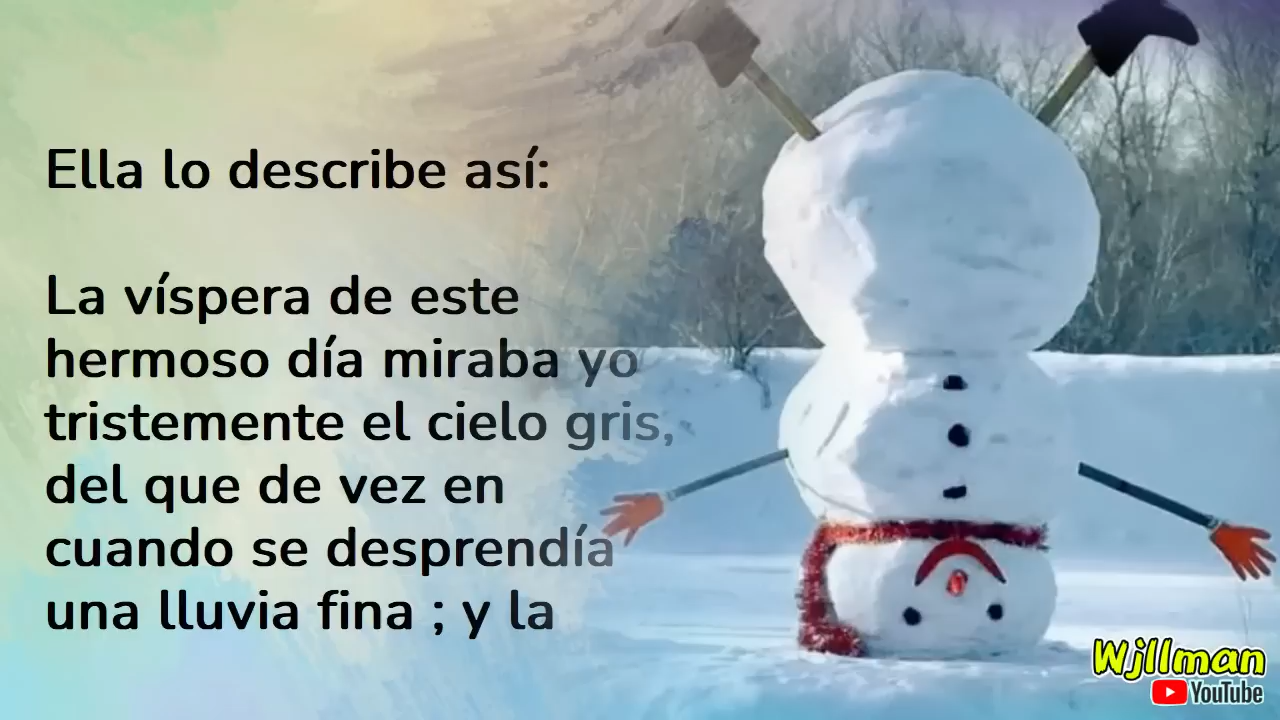 Ella lo describe así:
La víspera de este
hermoso día miraba yo
tristemente el cielo gris,
del que de vez en
cuando se desprendía
una lluvia fina ; y la
Wjllman
YouTube